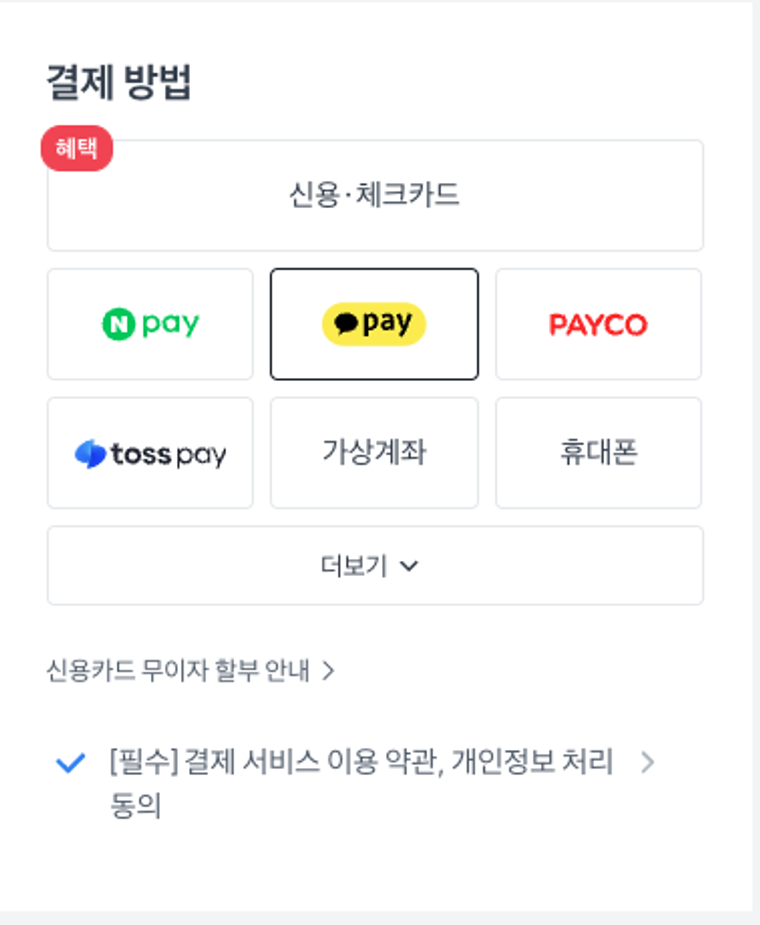 결제 방법
혜택
신용·체크카드
N pay
pay
PAYCO
toss pay
가상계좌
휴대폰
더보기
신용카드 무이자 할부 안내
[필수] 결제 서비스 이용 약관, 개인정보 처리
동의